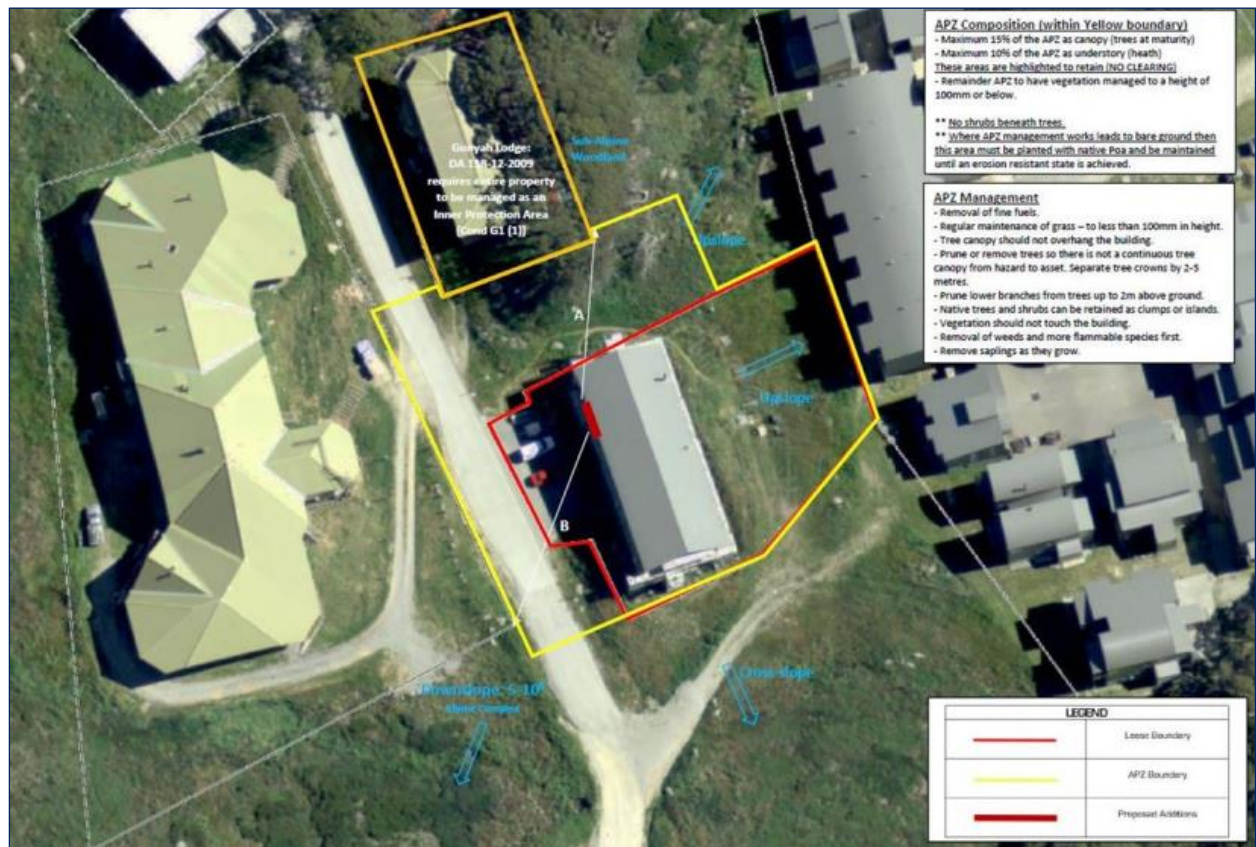 APZ Composition (within Yellow boundary)
- Maximum 15% of the APZ as canopy (trees at maturity)
- Maximum 10% of the APZ as understory (heath)
These areas are highlighted to retain (NO CLEARING)
- Remainder APZ to have vegetation managed to a height of
100mm or below.
** No shrubs beneath trees.
** Where APZ management works leads to bare ground then
this area must be planted with native Poa and be maintained
until an erosion resistant state is achieved.
APZ Management
- Removal of fine fuels.
- Regular maintenance of grass – to less than 100mm in height.
- Tree canopy should not overhang the building.
- Prune or remove trees so there is not a continuous tree
canopy from hazard to asset. Separate tree crowns by 2-5
metres.
- Prune lower branches from trees up to 2m above ground.
- Native trees and shrubs can be retained as clumps or islands.
- Vegetation should not touch the building.
- Removal of weeds and more flammable species first.
- Remove saplings as they grow.
Gunyah Lodge:
DA 118-12-2009
requires entire property
to be managed as an
Inner Protection Area
[Cond G1 (1)]
Sub-Alpine
Woodland
Upslope
A
Upslope
B
Cross-slope
Downslope: 5-10°
Alpine Complex
LEGEND
Lease Boundary
APZ Boundary
Proposed Additions